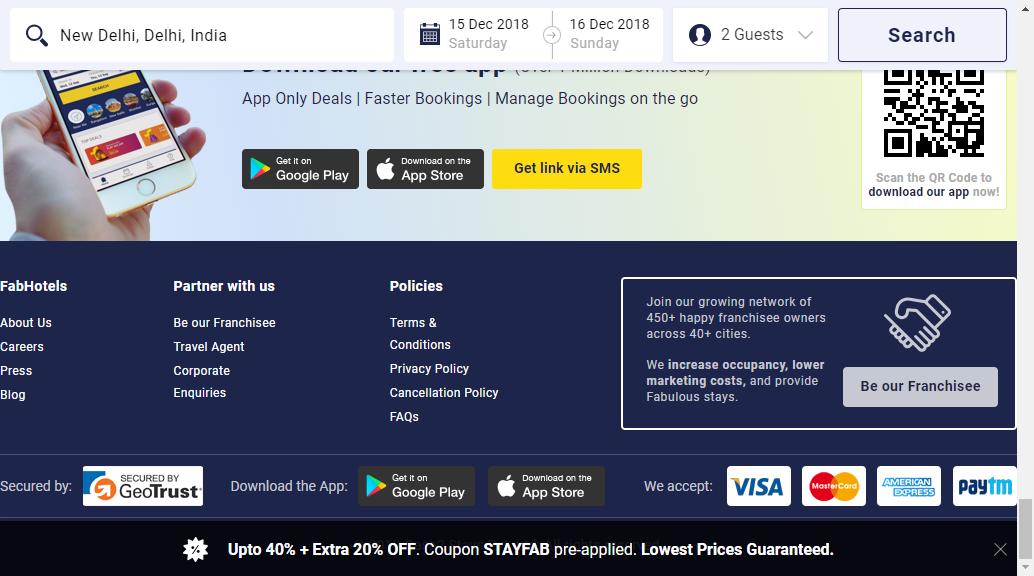 New Delhi, Delhi, India
15 Dec 2018
Saturday
16 Dec 2018
Sunday
2 Guests
Search
Download our free app (Over 1 Million Downloads)
App Only Deals | Faster Bookings | Manage Bookings on the go
Get it on
Google Play
Download on the
App Store
Get link via SMS
Scan the QR Code to
download our app now!
FabHotels
About Us
Careers
Press
Blog
Partner with us
Be our Franchisee
Travel Agent
Corporate
Enquiries
Policies
Terms &
Conditions
Privacy Policy
Cancellation Policy
FAQs
Join our growing network of
450+ happy franchisee owners
across 40+ cities.
We increase occupancy, lower
marketing costs, and provide
Fabulous stays.
Be our Franchisee
Secured by:
SECURED BY
GeoTrust
Download the App:
Get it on
Google Play
Download on the
App Store
We accept:
VISA
MasterCard
AMERICAN
EXPRESS
paytm
Upto 40% + Extra 20% OFF. Coupon STAYFAB pre-applied. Lowest Prices Guaranteed.